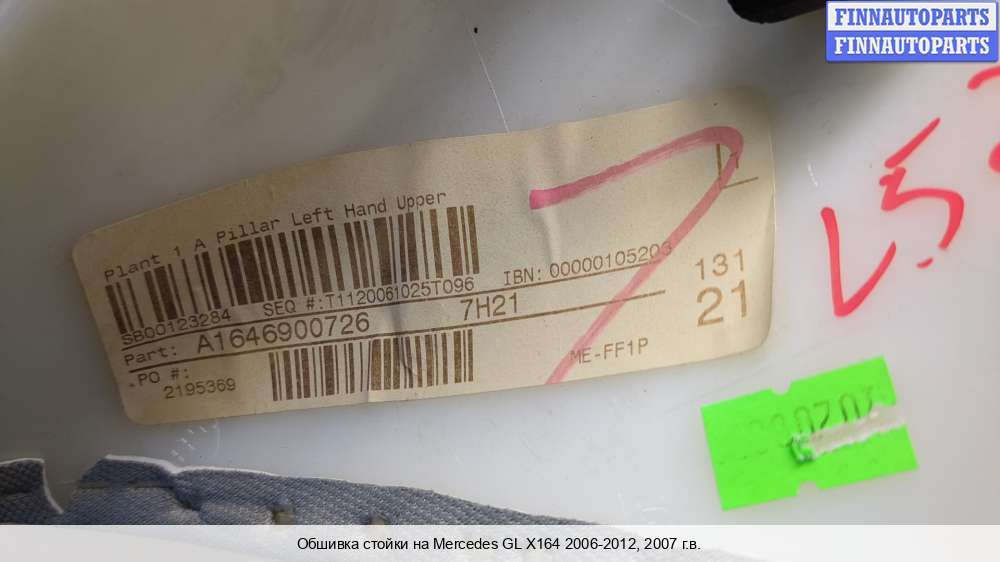 FINNAUTOPARTS
FINNAUTOPARTS
Plant 1 A Pillar Left Hand Upper
SB00123284 SEQ #:T1120061025T096 IBN: 00000105203
Part: A1646900726 7H21 131
21
PO #:
2195369
ME-FF1P
L5
Обшивка стойки на Mercedes GL X164 2006-2012, 2007 г.в.